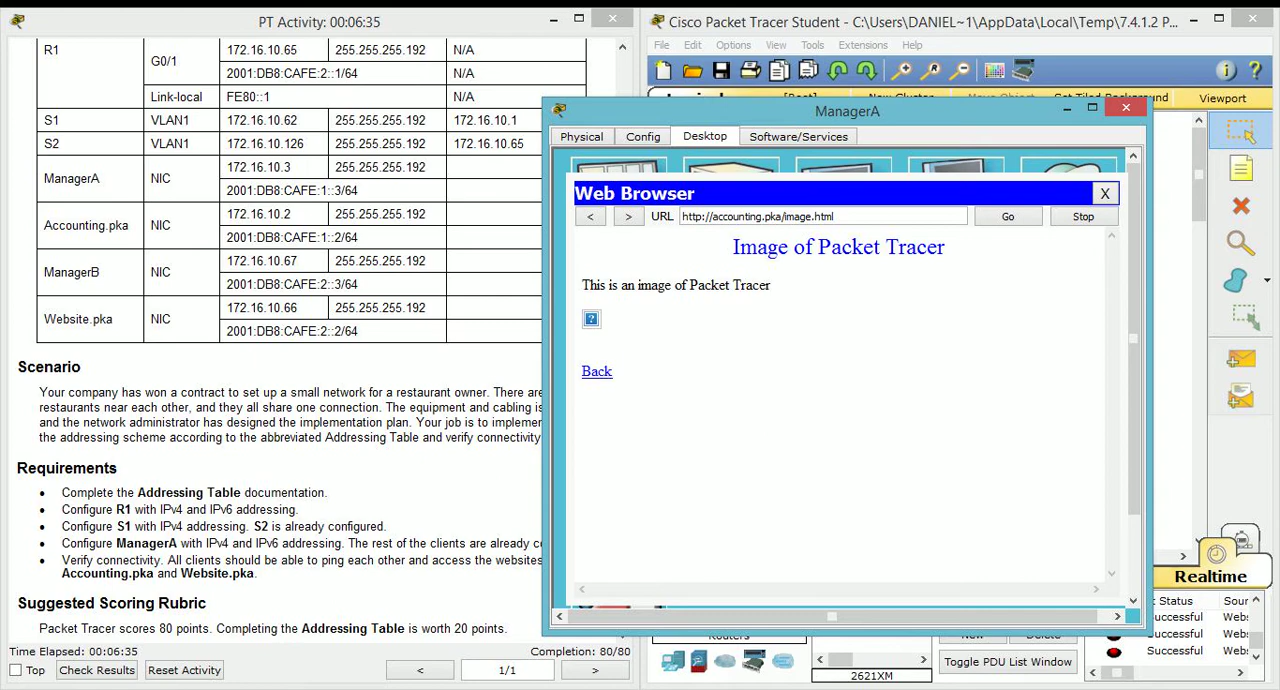 PT Activity: 00:06:35
R1
G0/1
172.16.10.65 255.255.255.192 N/A
2001:DB8:CAFE:2::1/64 N/A
Link-local FE80::1 N/A
S1 VLAN1 172.16.10.62 255.255.255.192 172.16.10.1
S2 VLAN1 172.16.10.126 255.255.255.192 172.16.10.65
ManagerA NIC 172.16.10.3 255.255.255.192
2001:DB8:CAFE:1::3/64
Accounting.pka NIC 172.16.10.2 255.255.255.192
2001:DB8:CAFE:1::2/64
ManagerB NIC 172.16.10.67 255.255.255.192
2001:DB8:CAFE:2::3/64
Website.pka NIC 172.16.10.66 255.255.255.192
2001:DB8:CAFE:2::2/64
Scenario
Your company has won a contract to set up a small network for a restaurant owner. There are
restaurants near each other, and they all share one connection. The equipment and cabling is
and the network administrator has designed the implementation plan. Your job is to implemen
the addressing scheme according to the abbreviated Addressing Table and verify connectivity
Requirements
• Complete the Addressing Table documentation.
• Configure R1 with IPv4 and IPv6 addressing.
• Configure S1 with IPv4 addressing. S2 is already configured.
• Configure ManagerA with IPv4 and IPv6 addressing. The rest of the clients are already co
• Verify connectivity. All clients should be able to ping each other and access the websites
Accounting.pka and Website.pka.
Suggested Scoring Rubric
Packet Tracer scores 80 points. Completing the Addressing Table is worth 20 points.
Time Elapsed: 00:06:35 Completion: 80/80
Top Check Results Reset Activity < 1/1 >
Cisco Packet Tracer Student - C:\Users\DANIEL~1\AppData\Local\Temp\7.4.1.2 P...
File Edit Options View Tools Extensions Help
Viewport
ManagerA
Physical Config Desktop Software/Services
Web Browser X
< > URL http://accounting.pka/image.html Go Stop
Image of Packet Tracer
This is an image of Packet Tracer
Back
Realtime
t Status Sour
Successful Webs
Successful Webs
Successful Webs
Toggle PDU List Window
2621XM